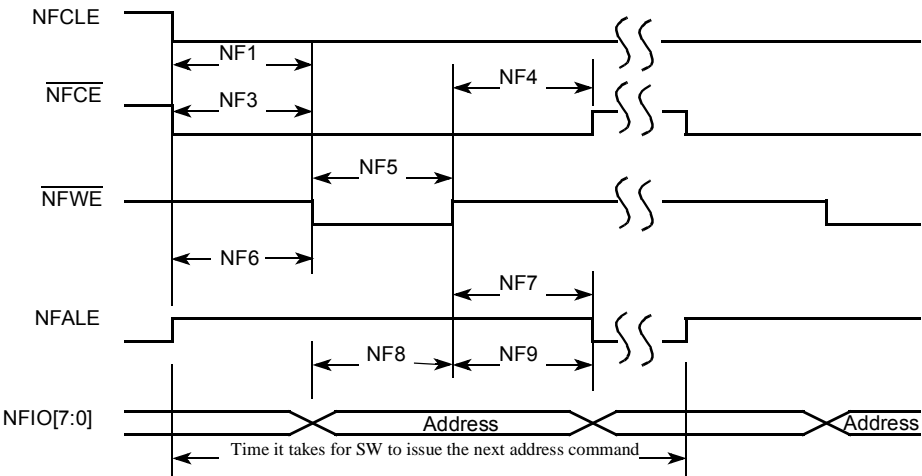 NFCLE
NF1
NF4
NFCE
NF3
NF5
NFWE
NF6
NF7
NFALE
NF8
NF9
NFIO[7:0]
Address
Address
Time it takes for SW to issue the next address command